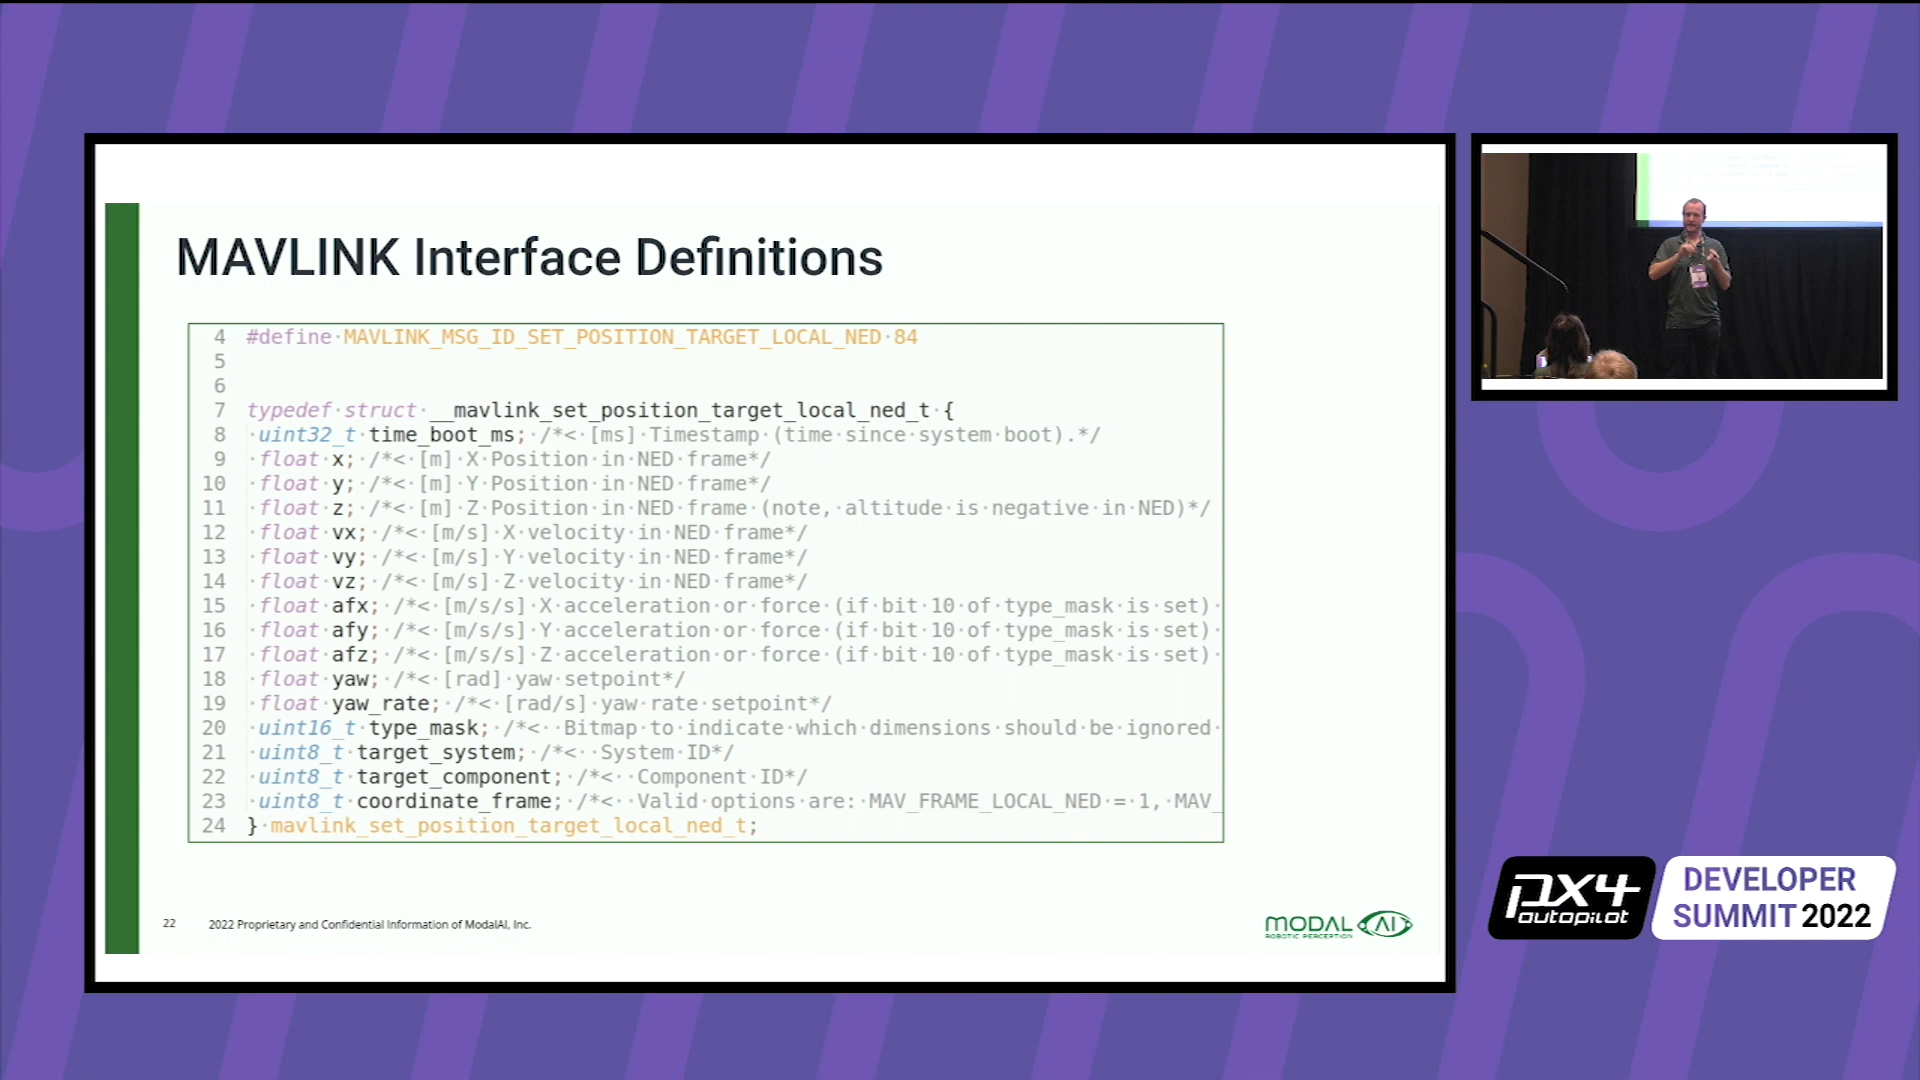 MAVLINK Interface Definitions
4 #define MAVLINK_MSG_ID_SET_POSITION_TARGET_LOCAL_NED 84
5
6
7 typedef struct __mavlink_set_position_target_local_ned_t {
8 uint32_t time_boot_ms; /*< [ms] Timestamp (time since system boot).*/
9 float x; /*< [m] X Position in NED frame*/
10 float y; /*< [m] Y Position in NED frame*/
11 float z; /*< [m] Z Position in NED frame (note, altitude is negative in NED)*/
12 float vx; /*< [m/s] X velocity in NED frame*/
13 float vy; /*< [m/s] Y velocity in NED frame*/
14 float vz; /*< [m/s] Z velocity in NED frame*/
15 float afx; /*< [m/s/s] X acceleration or force (if bit 10 of type_mask is set)
16 float afy; /*< [m/s/s] Y acceleration or force (if bit 10 of type_mask is set)
17 float afz; /*< [m/s/s] Z acceleration or force (if bit 10 of type_mask is set)
18 float yaw; /*< [rad] yaw setpoint*/
19 float yaw_rate; /*< [rad/s] yaw rate setpoint*/
20 uint16_t type_mask; /*<  Bitmap to indicate which dimensions should be ignored
21 uint8_t target_system; /*<  System ID*/
22 uint8_t target_component; /*<  Component ID*/
23 uint8_t coordinate_frame; /*<  Valid options are: MAV_FRAME_LOCAL_NED = 1, MAV_
24 } mavlink_set_position_target_local_ned_t;
22 2022 Proprietary and Confidential Information of ModalAI, Inc.
MODAL AI
ROBOTIC PERCEPTION
px4
autopilot
DEVELOPER
SUMMIT 2022